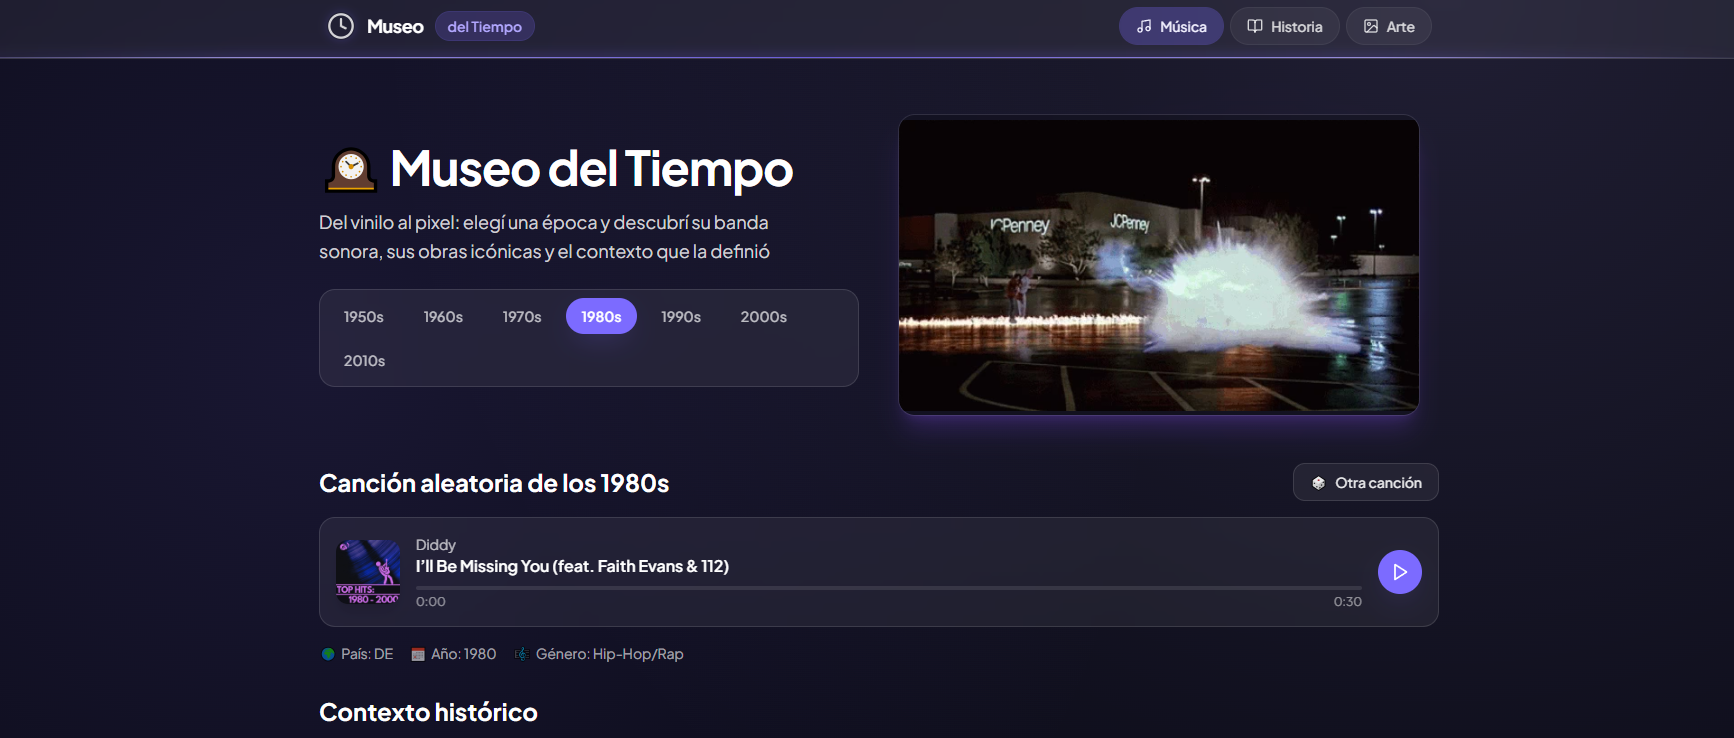 Museo del Tiempo
Música Historia Arte
Museo del Tiempo
Del vinilo al pixel: elegí una época y descubrí su banda
sonora, sus obras icónicas y el contexto que la definió
1950s 1960s 1970s 1980s 1990s 2000s
2010s
JCPenney JCPenney
Canción aleatoria de los 1980s
Otra canción
Diddy
I'll Be Missing You (feat. Faith Evans & 112)
TOP HITS:
1980 - 2000
0:00 0:30
País: DE Año: 1980 Género: Hip-Hop/Rap
Contexto histórico